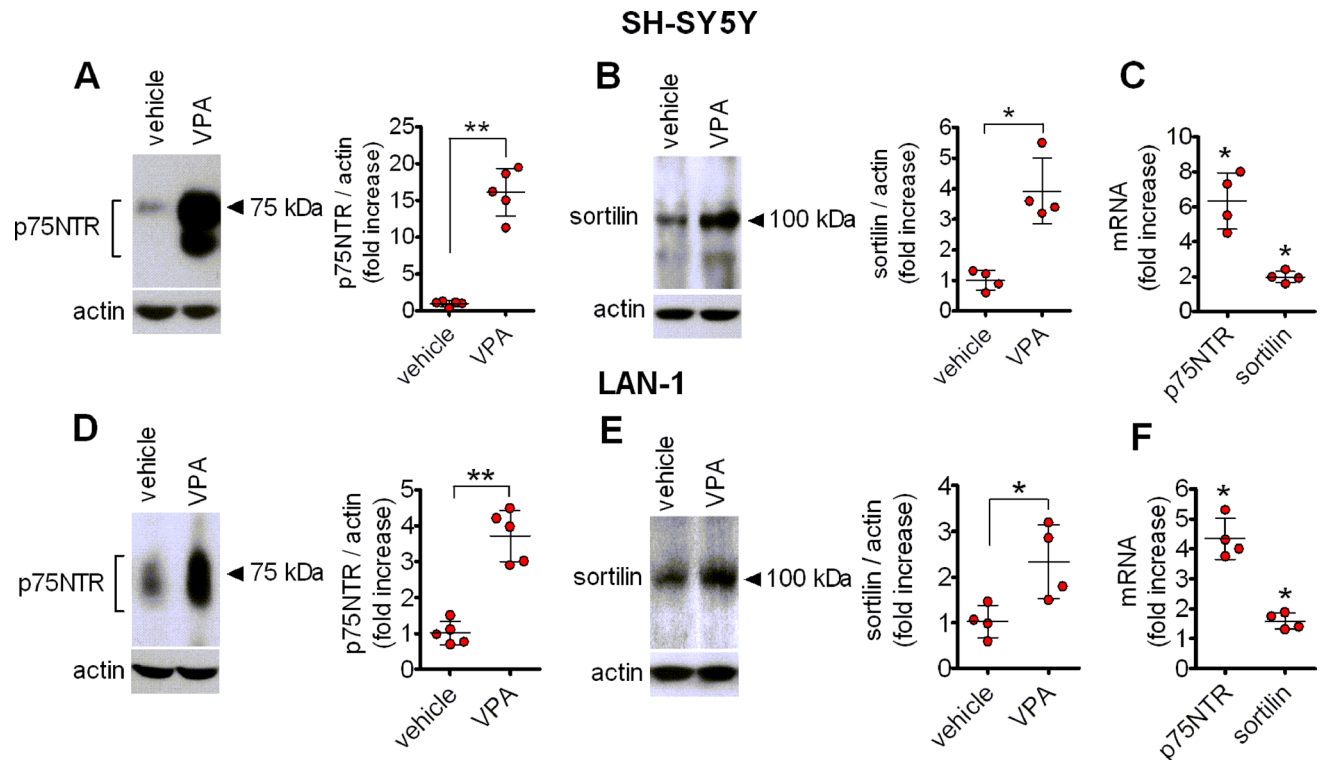 SH-SY5Y
A
vehicle
VPA
p75NTR
75 kDa
actin
p75NTR / actin
(fold increase)
25
20
15
10
5
0
**
vehicle
VPA
B
vehicle
VPA
sortilin
100 kDa
actin
sortilin / actin
(fold increase)
6
5
4
3
2
1
0
*
vehicle
VPA
C
mRNA
(fold increase)
10
8
6
4
2
0
*
*
p75NTR
sortilin
LAN-1
D
vehicle
VPA
p75NTR
75 kDa
actin
p75NTR / actin
(fold increase)
5
4
3
2
1
0
**
vehicle
VPA
E
vehicle
VPA
sortilin
100 kDa
actin
sortilin / actin
(fold increase)
4
3
2
1
0
*
vehicle
VPA
F
mRNA
(fold increase)
6
5
4
3
2
1
0
*
*
p75NTR
sortilin